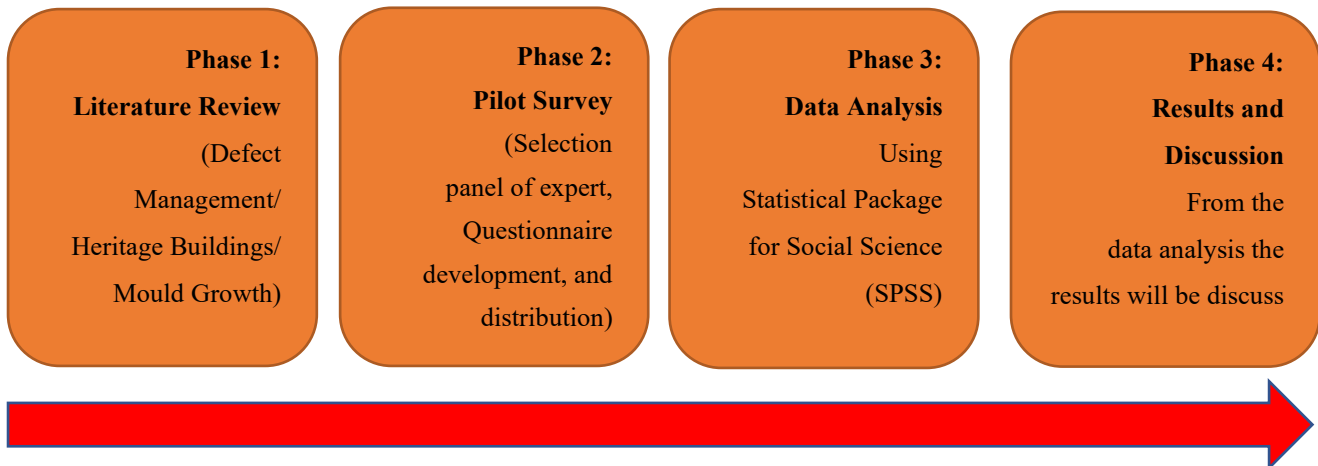 Phase 1:
Literature Review
(Defect
Management/
Heritage Buildings/
Mould Growth)
Phase 2:
Pilot Survey
(Selection
panel of expert,
Questionnaire
development, and
distribution)
Phase 3:
Data Analysis
Using
Statistical Package
for Social Science
(SPSS)
Phase 4:
Results and
Discussion
From the
data analysis the
results will be discuss